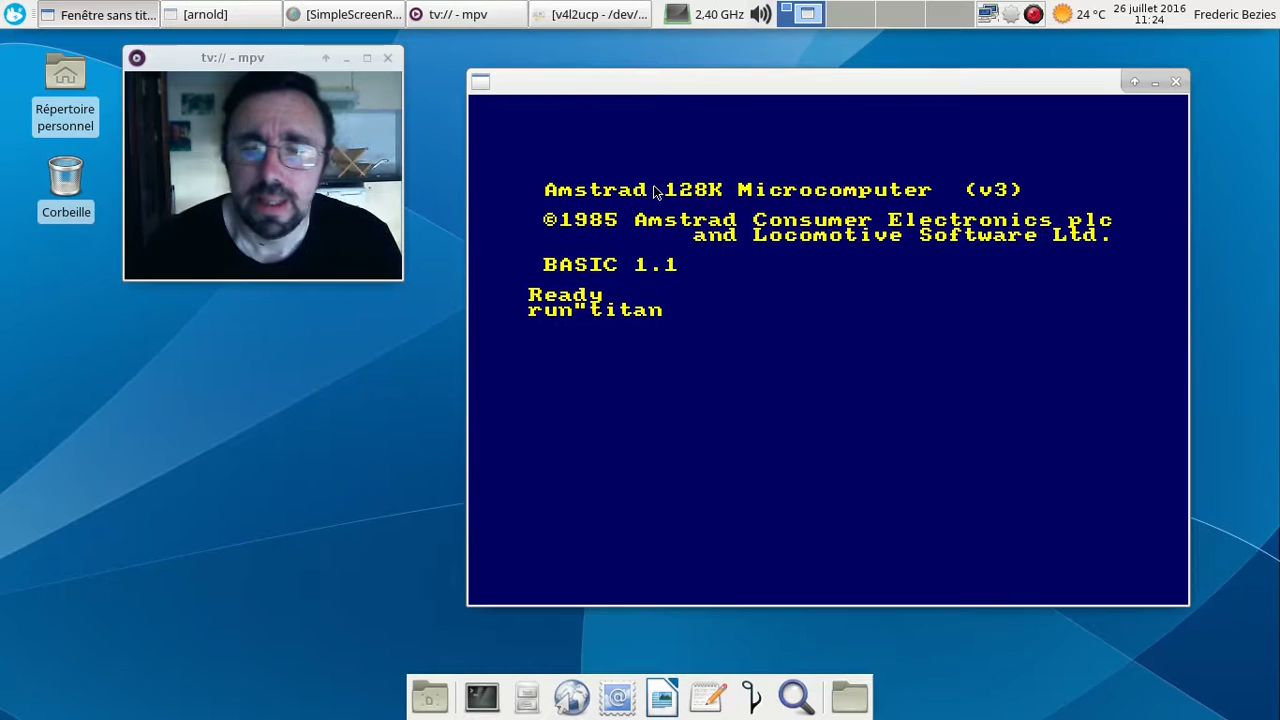 Fenêtre sans tit...
[arnold]
[SimpleScreenR...
tv:// - mpv
[v4l2ucp - /dev/...
2,40 GHz
24 °C
26 juillet 2016
11:24
Frederic Bezies
Répertoire
personnel
Corbeille
tv:// - mpv
Amstrad 128K Microcomputer (v3)
©1985 Amstrad Consumer Electronics plc
and Locomotive Software Ltd.
BASIC 1.1
Ready
run"titan